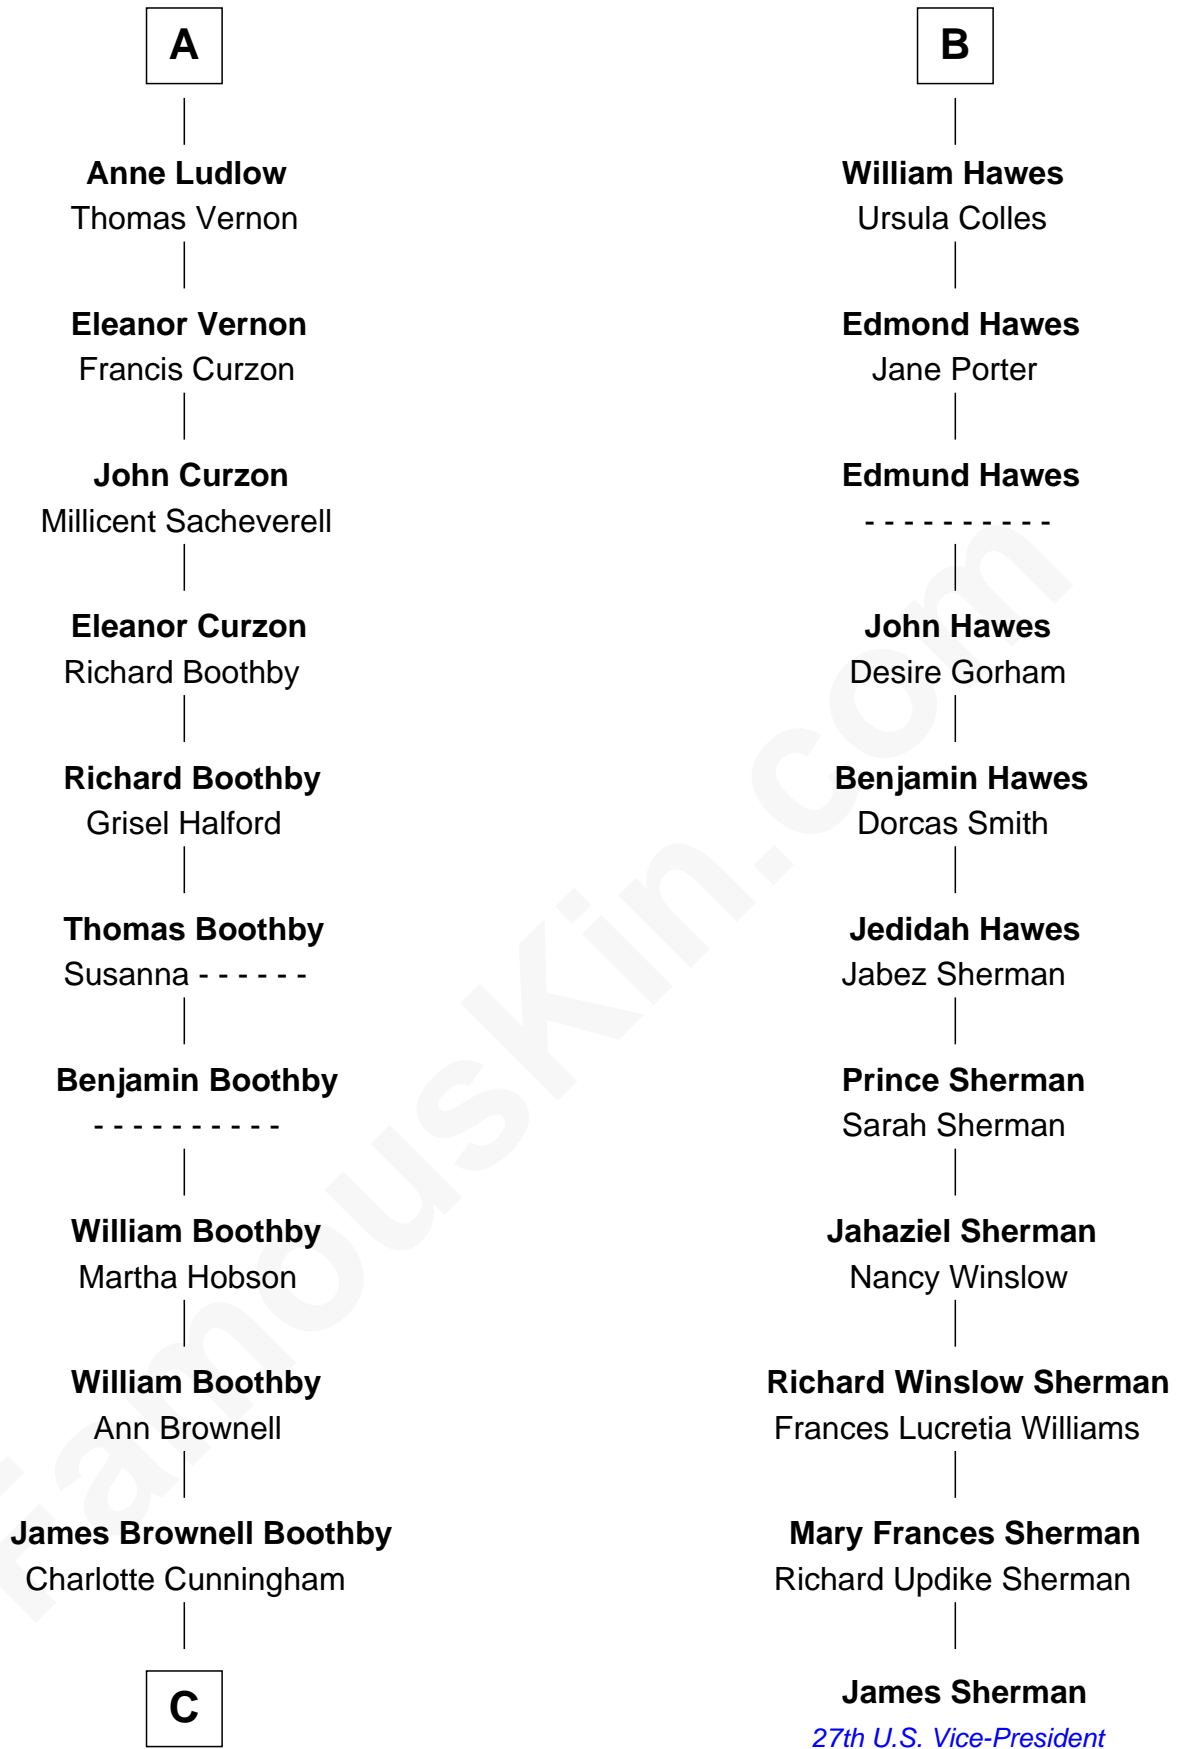 A
Anne Ludlow
Thomas Vernon
Eleanor Vernon
Francis Curzon
John Curzon
Millicent Sacheverell
Eleanor Curzon
Richard Boothby
Richard Boothby
Grisel Halford
Thomas Boothby
Susanna - - - - - -
Benjamin Boothby
- - - - - - - - - -
William Boothby
Martha Hobson
William Boothby
Ann Brownell
James Brownell Boothby
Charlotte Cunningham
C
B
William Hawes
Ursula Colles
Edmond Hawes
Jane Porter
Edmund Hawes
- - - - - - - - - -
John Hawes
Desire Gorham
Benjamin Hawes
Dorcas Smith
Jedidah Hawes
Jabez Sherman
Prince Sherman
Sarah Sherman
Jahaziel Sherman
Nancy Winslow
Richard Winslow Sherman
Frances Lucretia Williams
Mary Frances Sherman
Richard Updike Sherman
James Sherman
27th U.S. Vice-President
FamousKin.com